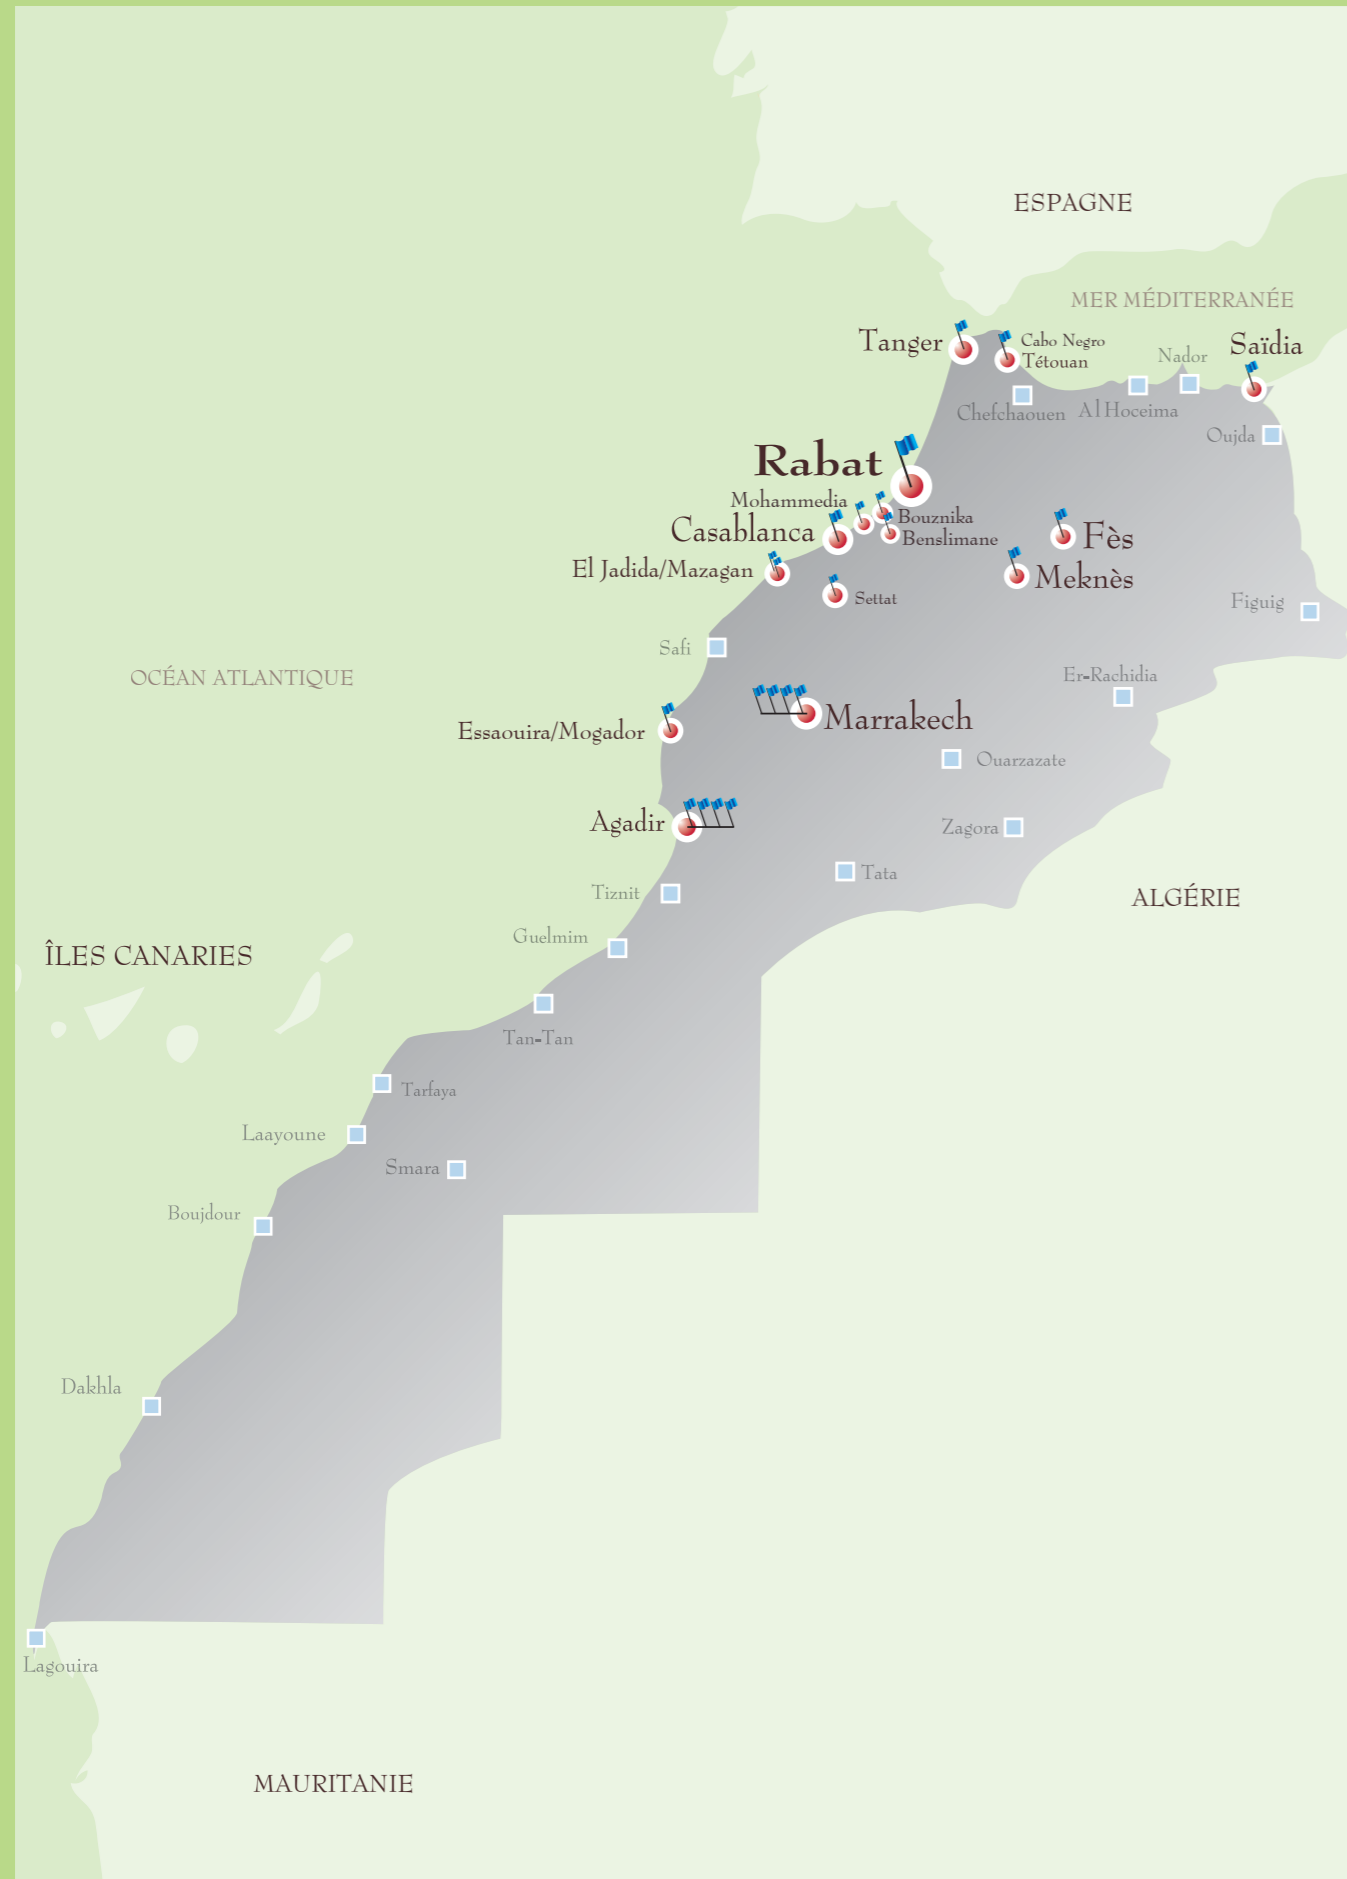 ESPAGNE
MER MÉDITERRANÉE
Tanger
Cabo Negro
Tétouan
Nador
Saïdia
Chefchaouen
Al Hoceima
Oujda
Rabat
Mohammedia
Bouznika
Casablanca
Benslimane
Fès
El Jadida/Mazagan
Meknès
Settat
Figuig
Safi
Er-Rachidia
OCÉAN ATLANTIQUE
Marrakech
Essaouira/Mogador
Ouarzazate
Agadir
Zagora
Tata
Tiznit
ALGÉRIE
Guelmim
ÎLES CANARIES
Tan-Tan
Tarfaya
Laayoune
Smara
Boujdour
Dakhla
Lagouira
MAURITANIE